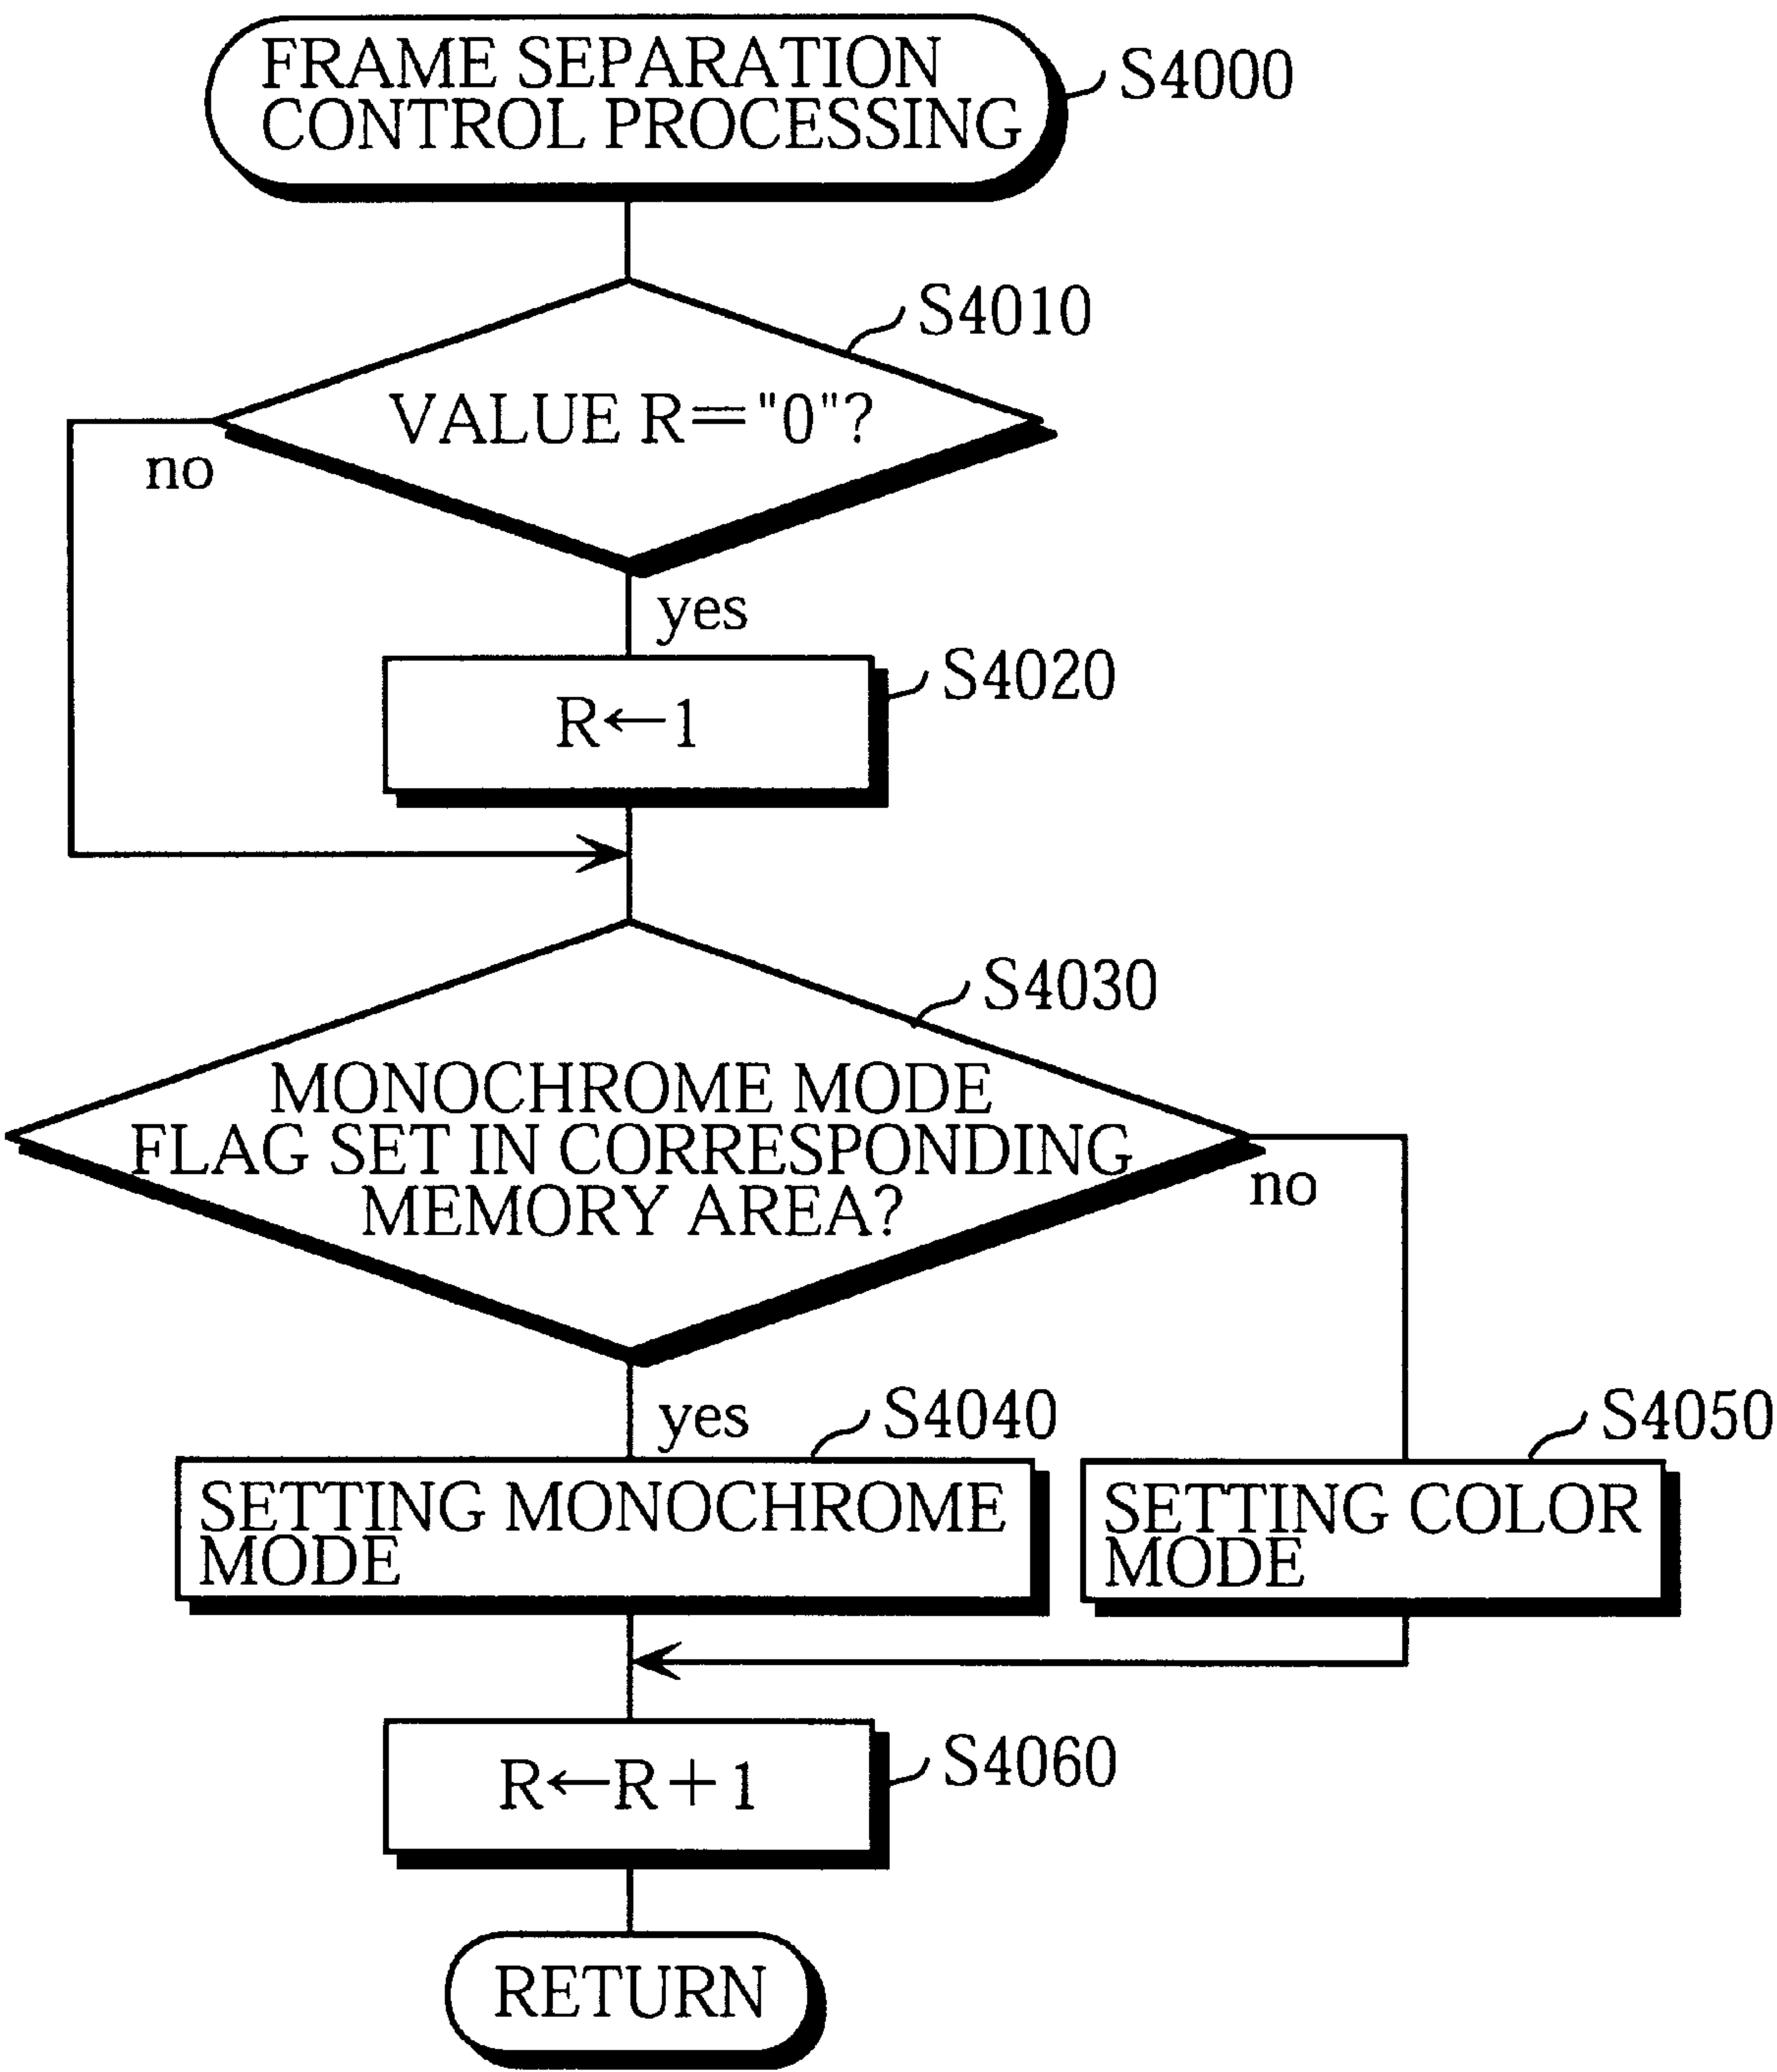 FRAME SEPARATION
CONTROL PROCESSING
S4000
S4010
VALUE R="0"?
no
yes
S4020
R←1
S4030
MONOCHROME MODE
FLAG SET IN CORRESPONDING
MEMORY AREA?
no
yes
S4040
S4050
SETTING MONOCHROME
MODE
SETTING COLOR
MODE
S4060
R←R+1
RETURN